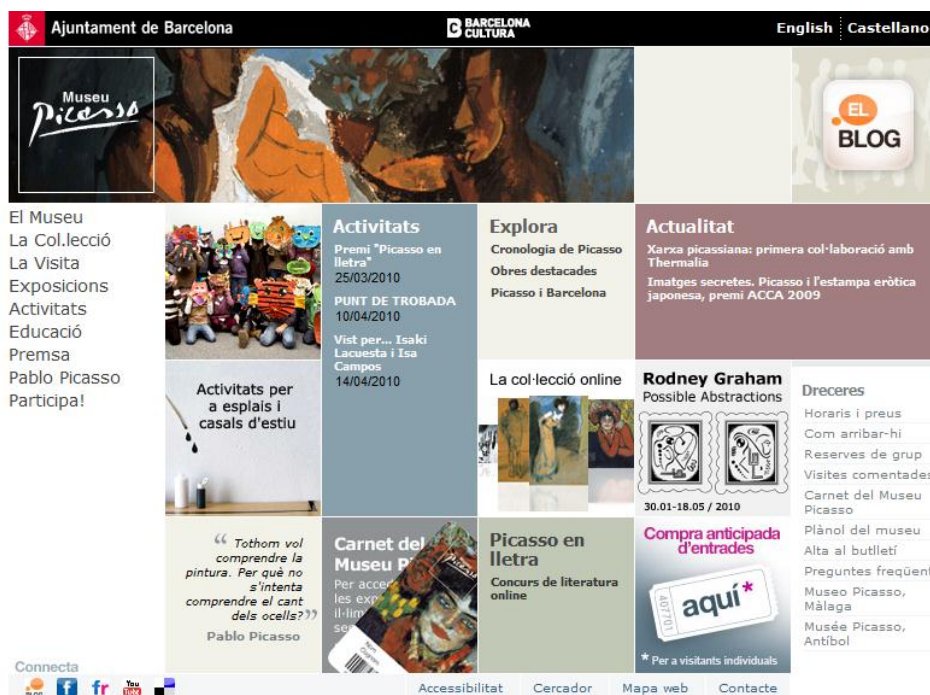 Ajuntament de Barcelona
BARCELONA
CULTURA
English
Castellano
Museu
Picasso
EL
BLOG
El Museu
La Col.lecció
La Visita
Exposicions
Activitats
Educació
Premsa
Pablo Picasso
Participa!
Activitats
Premi "Picasso en
lletra"
25/03/2010
PUNT DE TROBADA
10/04/2010
Vist per... Isaki
Lacuesta i Isa
Campos
14/04/2010
Explora
Cronologia de Picasso
Obres destacades
Picasso i Barcelona
Actualitat
Xarxa picassiana: primera col·laboració amb
Thermalia
Imatges secretes. Picasso i l'estampa eròtica
japonesa, premi ACCA 2009
Activitats per
a esplais i
casals d'estiu
La col·lecció online
Rodney Graham
Possible Abstractions
30.01-18.05 / 2010
Dreceres
Horaris i preus
Com arribar-hi
Reserves de grup
Visites comentades
Carnet del Museu
Picasso
Plànol del museu
Alta al butlletí
Preguntes freqüent
Museo Picasso,
Màlaga
Musée Picasso,
Antíbol
“ Tothom vol
comprendre la
pintura. Per què no
s'intenta
comprendre el cant
dels ocells?”
Pablo Picasso
Carnet del
Museu
Per
les
Picasso en
lletra
Concurs de literatura
online
Compra anticipada
d'entrades
407701
aquí*
* Per a visitants individuals
Connecta
BLOG
f
fr
You
Tube
Accessibilitat
Cercador
Mapa web
Contacte